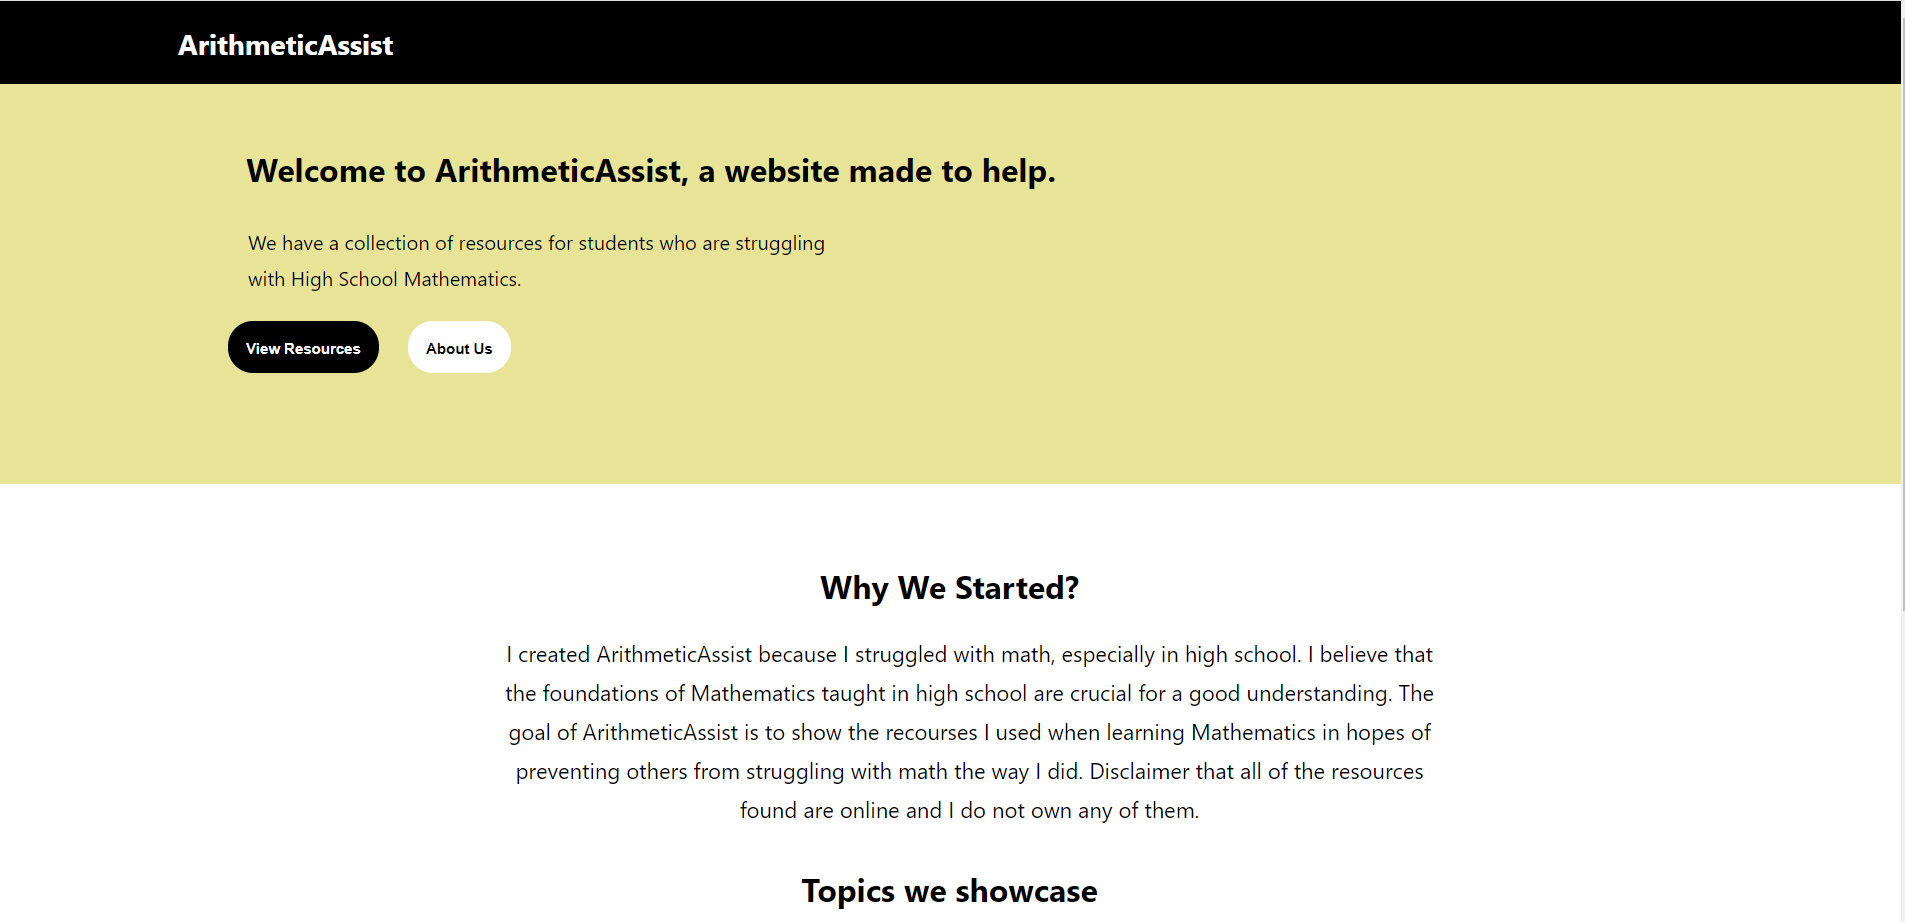 ArithmeticAssist
Welcome to ArithmeticAssist, a website made to help.
We have a collection of resources for students who are struggling
with High School Mathematics.
View Resources
About Us
Why We Started?
I created ArithmeticAssist because I struggled with math, especially in high school. I believe that
the foundations of Mathematics taught in high school are crucial for a good understanding. The
goal of ArithmeticAssist is to show the recourses I used when learning Mathematics in hopes of
preventing others from struggling with math the way I did. Disclaimer that all of the resources
found are online and I do not own any of them.
Topics we showcase